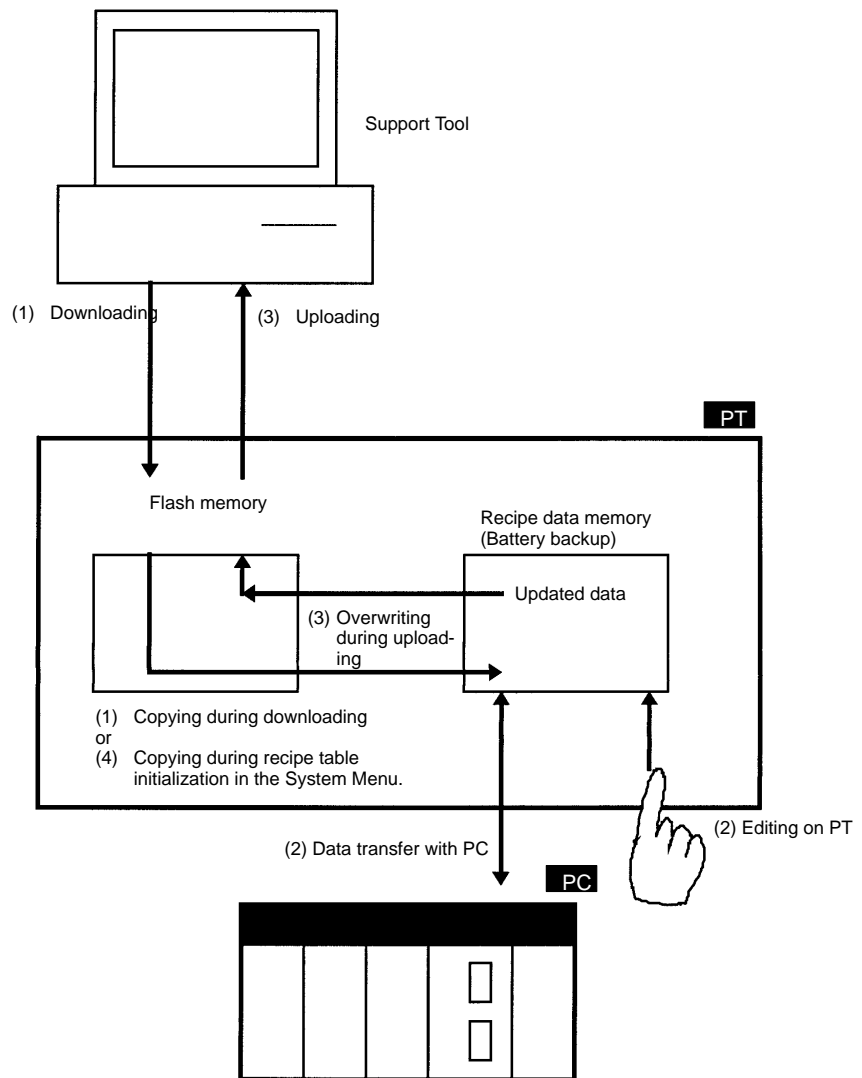 Support Tool
(1) Downloading
(3) Uploading
PT
Flash memory
Recipe data memory
(Battery backup)
Updated data
(3) Overwriting
during upload-
ing
(1) Copying during downloading
or
(4) Copying during recipe table
initialization in the System Menu.
(2) Editing on PT
(2) Data transfer with PC
PC